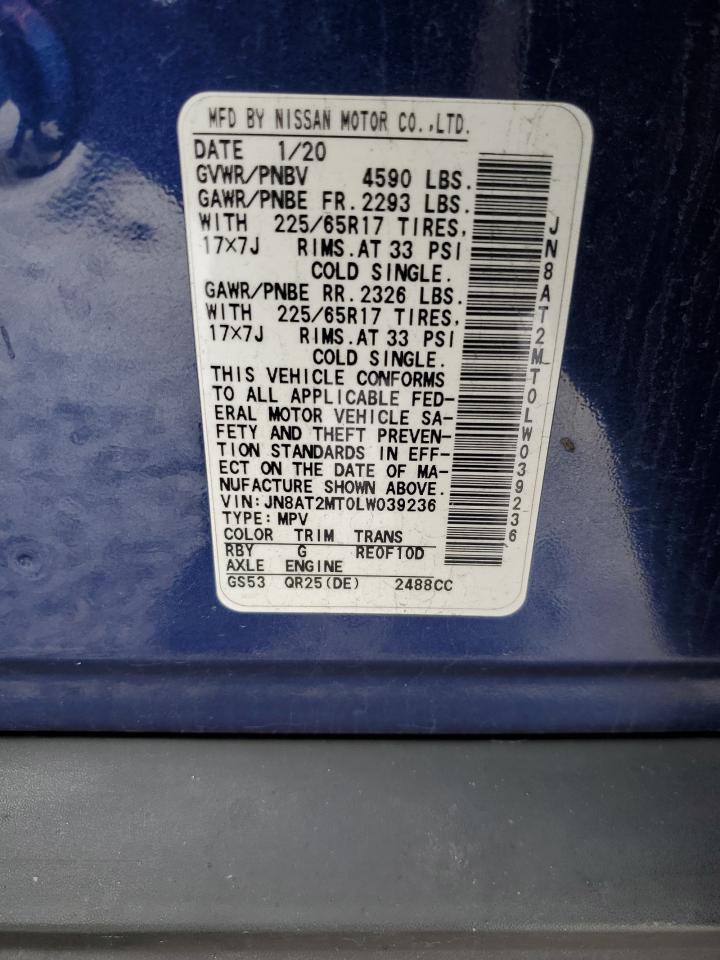 MFD BY NISSAN MOTOR CO.,LTD.
DATE 1/20
GVWR/PNBV 4590 LBS.
GAWR/PNBE FR.2293 LBS.
WITH 225/65R17 TIRES,
17×7J RIMS.AT 33 PSI
COLD SINGLE.
GAWR/PNBE RR.2326 LBS.
WITH 225/65R17 TIRES,
17×7J RIMS.AT 33 PSI
COLD SINGLE.
THIS VEHICLE CONFORMS
TO ALL APPLICABLE FED-
ERAL MOTOR VEHICLE SA-
FETY AND THEFT PREVEN-
TION STANDARDS IN EFF-
ECT ON THE DATE OF MA-
NUFACTURE SHOWN ABOVE.
VIN:JN8AT2MT0LW039236
TYPE:MPV
COLOR TRIM TRANS
RBY G RE0F10D
AXLE ENGINE
GS53 QR25(DE) 2488CC
JN8AT2MT0LW039236